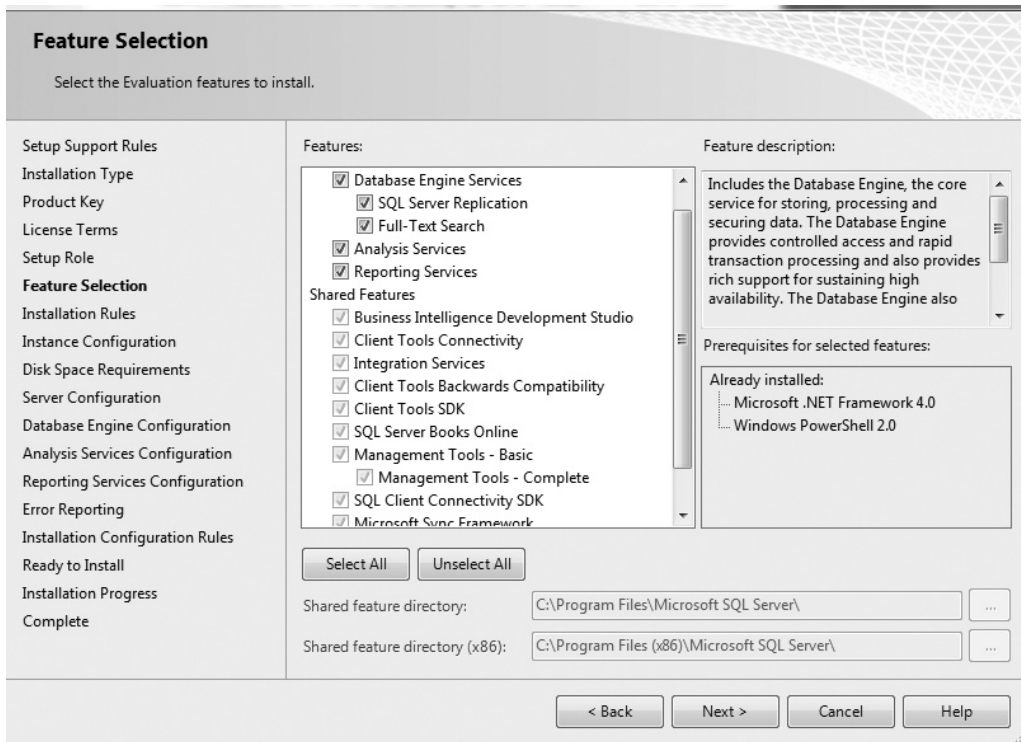 Feature Selection
Select the Evaluation features to install.
Setup Support Rules
Installation Type
Product Key
License Terms
Setup Role
Feature Selection
Installation Rules
Instance Configuration
Disk Space Requirements
Server Configuration
Database Engine Configuration
Analysis Services Configuration
Reporting Services Configuration
Error Reporting
Installation Configuration Rules
Ready to Install
Installation Progress
Complete
Features:
Database Engine Services
SQL Server Replication
Full-Text Search
Analysis Services
Reporting Services
Shared Features
Business Intelligence Development Studio
Client Tools Connectivity
Integration Services
Client Tools Backwards Compatibility
Client Tools SDK
SQL Server Books Online
Management Tools - Basic
Management Tools - Complete
SQL Client Connectivity SDK
Microsoft Sync Framework
Feature description:
Includes the Database Engine, the core
service for storing, processing and
securing data. The Database Engine
provides controlled access and rapid
transaction processing and also provides
rich support for sustaining high
availability. The Database Engine also
Prerequisites for selected features:
Already installed:
Microsoft .NET Framework 4.0
Windows PowerShell 2.0
Select All
Unselect All
Shared feature directory:
C:\Program Files\Microsoft SQL Server\
...
Shared feature directory (x86):
C:\Program Files (x86)\Microsoft SQL Server\
...
< Back
Next >
Cancel
Help